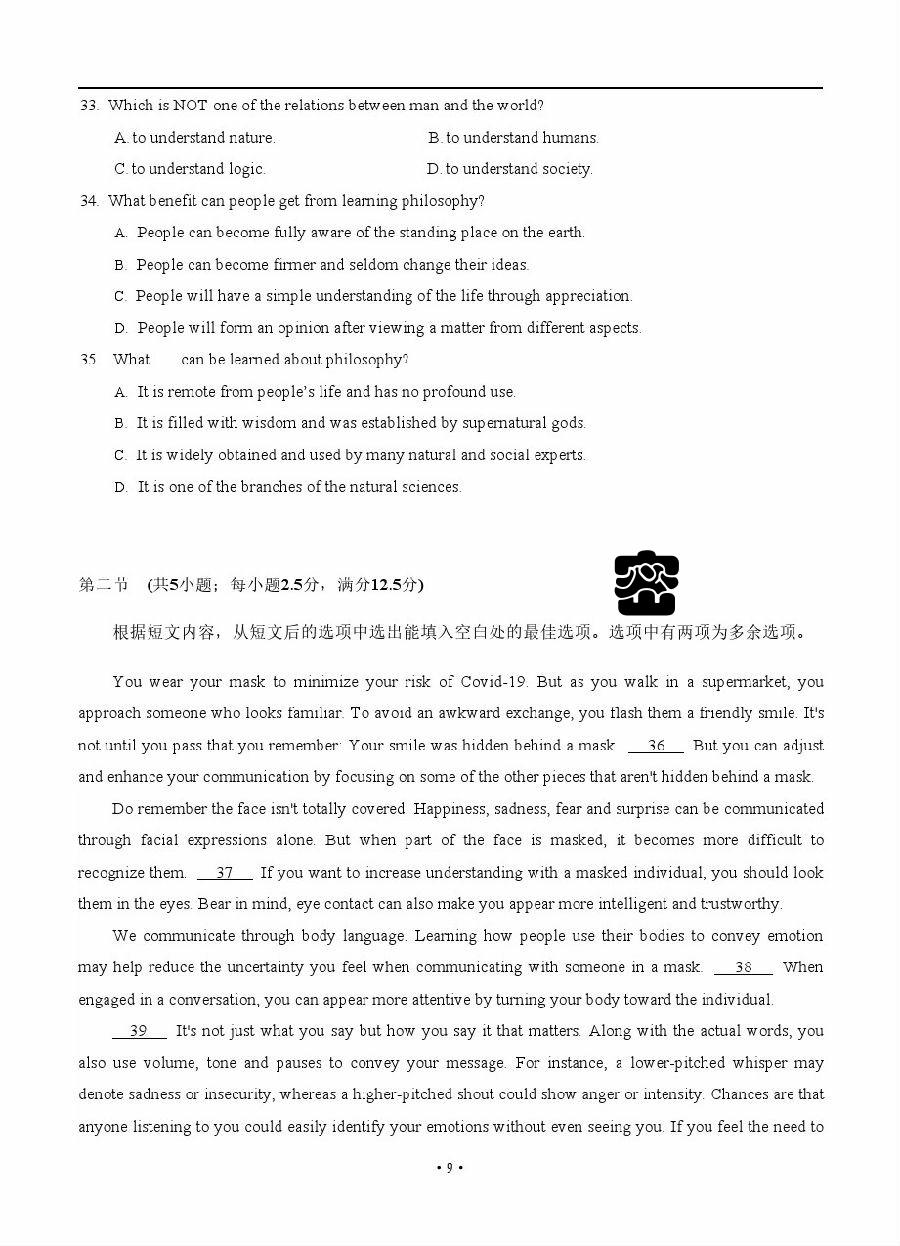 33. Which is NOT one of the relations between man and the world?
A. to understand nature. B. to understand humans.
C. to understand logic. D. to understand society.
34. What benefit can people get from learning philosophy?
A. People can become fully aware of the standing place on the earth.
B. People can become firmer and seldom change their ideas.
C. People will have a simple understanding of the life through appreciation.
D. People will form an opinion after viewing a matter from different aspects.
35 What can be learned about philosophy?
A. It is remote from people's life and has no profound use.
B. It is filled with wisdom and was established by supernatural gods.
C. It is widely obtained and used by many natural and social experts.
D. It is one of the branches of the natural sciences.
第二节 (共5小题；每小题2.5分，满分12.5分)
根据短文内容，从短文后的选项中选出能填入空白处的最佳选项。选项中有两项为多余选项。
You wear your mask to minimize your risk of Covid-19. But as you walk in a supermarket, you
approach someone who looks familiar. To avoid an awkward exchange, you flash them a friendly smile. It's
not until you pass that you remember: Your smile was hidden behind a mask. 36 But you can adjust
and enhance your communication by focusing on some of the other pieces that aren't hidden behind a mask.
Do remember the face isn't totally covered. Happiness, sadness, fear and surprise can be communicated
through facial expressions alone. But when part of the face is masked, it becomes more difficult to
recognize them. 37 If you want to increase understanding with a masked individual, you should look
them in the eyes. Bear in mind, eye contact can also make you appear more intelligent and trustworthy.
We communicate through body language. Learning how people use their bodies to convey emotion
may help reduce the uncertainty you feel when communicating with someone in a mask. 38 When
engaged in a conversation, you can appear more attentive by turning your body toward the individual.
39 It's not just what you say but how you say it that matters. Along with the actual words, you
also use volume, tone and pauses to convey your message. For instance, a lower-pitched whisper may
denote sadness or insecurity, whereas a higher-pitched shout could show anger or intensity. Chances are that
anyone listening to you could easily identify your emotions without even seeing you. If you feel the need to
• 9 •